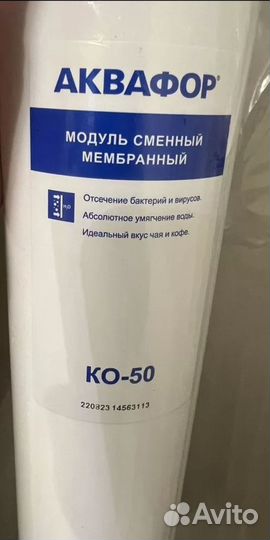 АКВАФОР®
МОДУЛЬ СМЕННЫЙ
МЕМБРАННЫЙ
H₂O
Отсечение бактерий и вирусов.
Абсолютное умягчение воды.
Идеальный вкус чая и кофе.
КО-50
220823 14563113
Avito